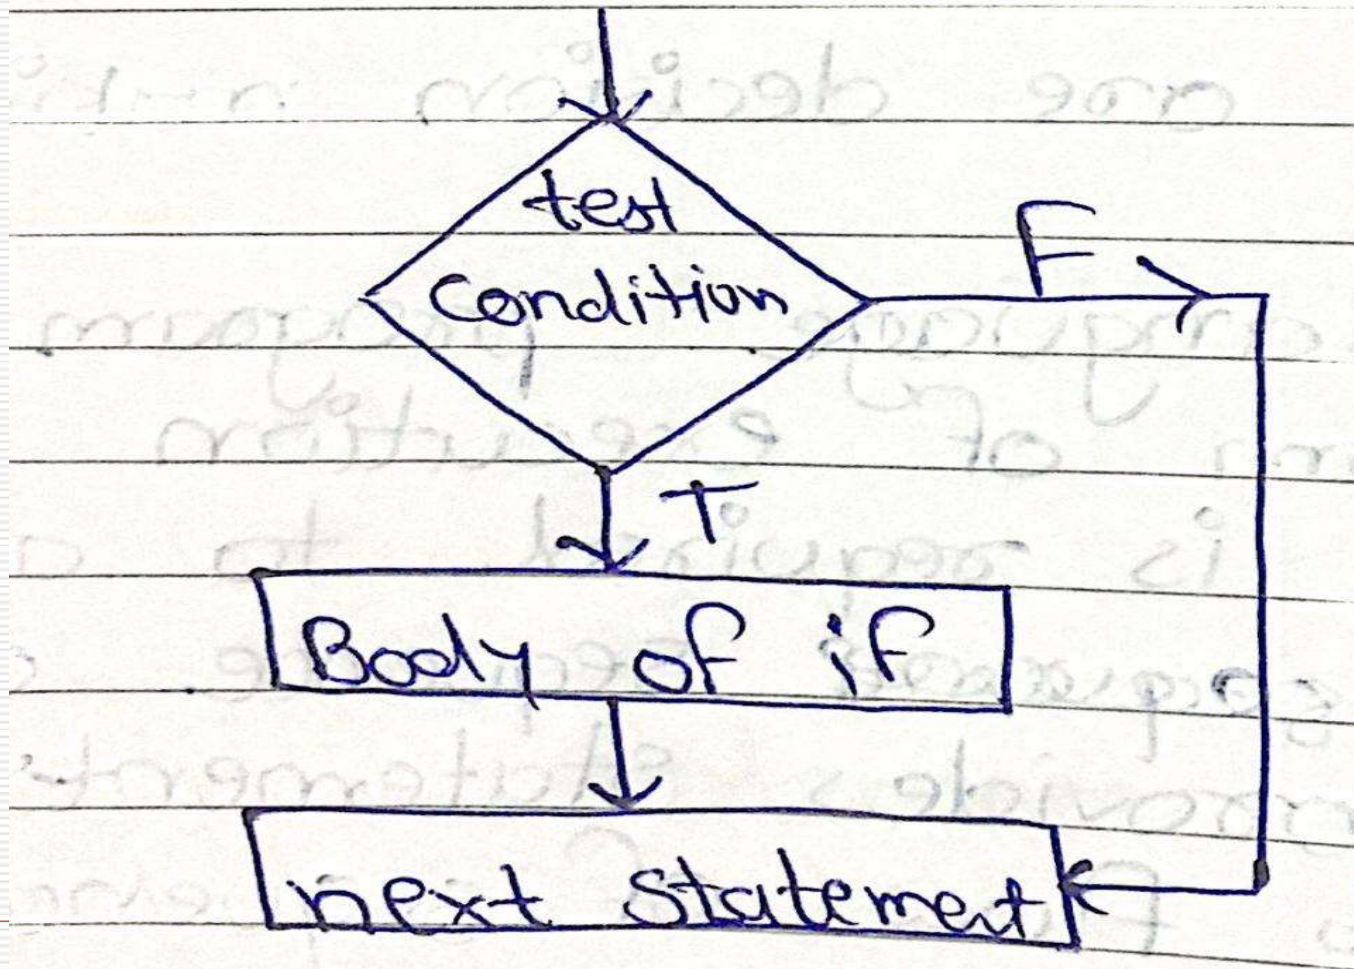 test
Condition
F
T
Body of if
next statement